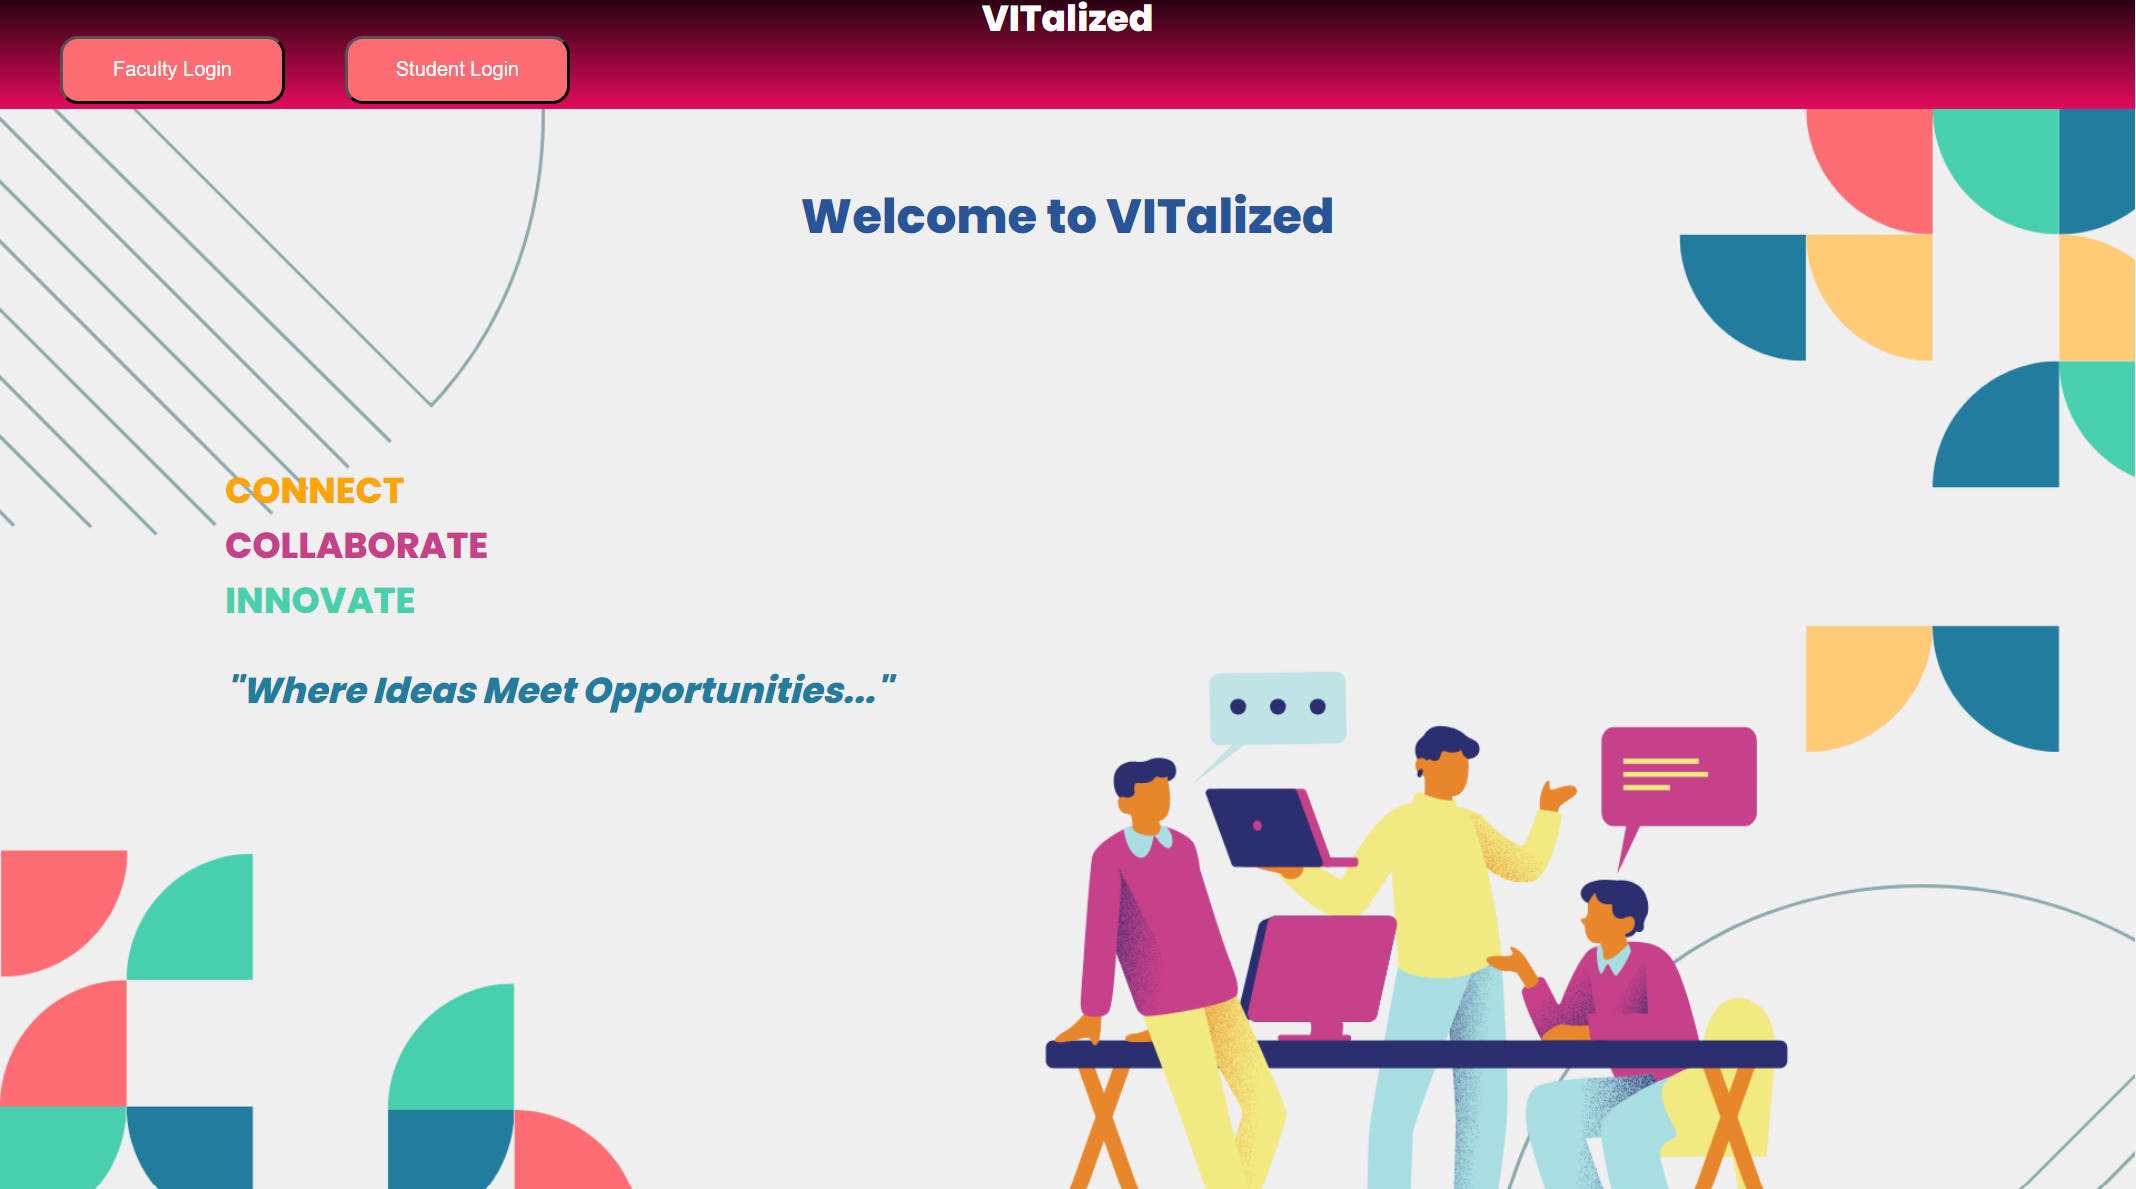 VITalized
Faculty Login
Student Login
Welcome to VITalized
CONNECT
COLLABORATE
INNOVATE
"Where Ideas Meet Opportunities..."